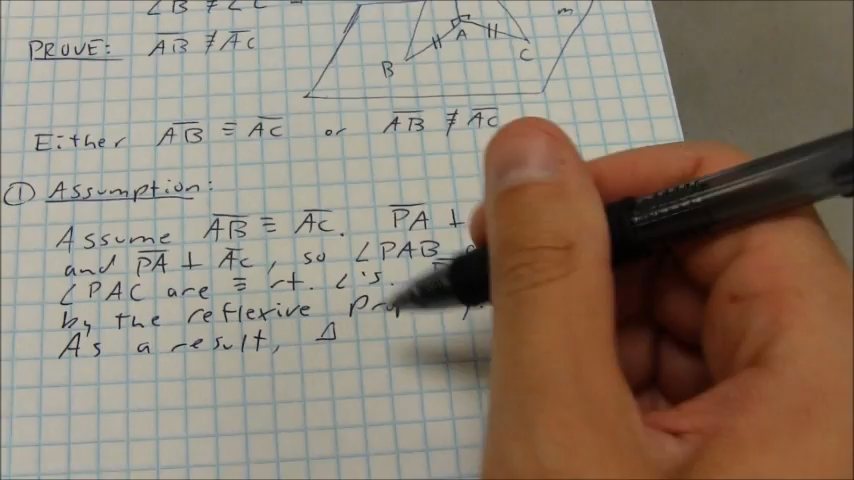 ∠B ≢ ∠C
m
PROVE: AB ≢ AC
A
B
C
Either AB ≅ AC or AB ≢ AC
① Assumption:
Assume AB ≅ AC. PA ⊥
and PA ⊥ AC, so ∠PAB
∠PAC are ≅ rt. ∠'s.
by the reflexive
As a result, △